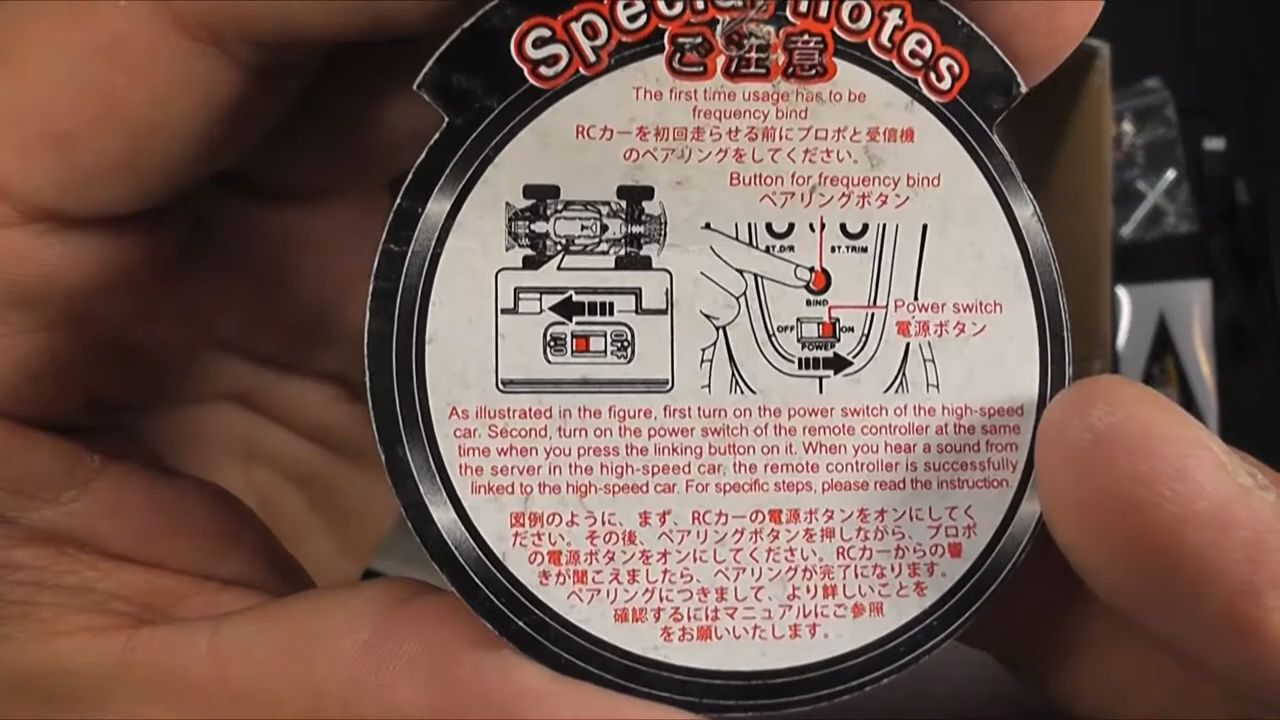 Special notes
ご注意
The first time usage has to be
frequency bind
RCカーを初回走らせる前にプロポと受信機
のペアリングをしてください。
Button for frequency bind
ペアリングボタン
ST.D/R
ST.TRIM
BIND
Power switch
電源ボタン
OFF
ON
POWER
ON
OFF
As illustrated in the figure, first turn on the power switch of the high-speed
car. Second, turn on the power switch of the remote controller at the same
time when you press the linking button on it. When you hear a sound from
the server in the high-speed car, the remote controller is successfully
linked to the high-speed car. For specific steps, please read the instruction.
図例のように、まず、RCカーの電源ボタンをオンにしてく
ださい。その後、ペアリングボタンを押しながら、プロポ
の電源ボタンをオンにしてください。RCカーからの響
きが聞こえましたら、ペアリングが完了になります。
ペアリングにつきまして、より詳しいことを
確認するにはマニュアルにご参照
をお願いいたします。